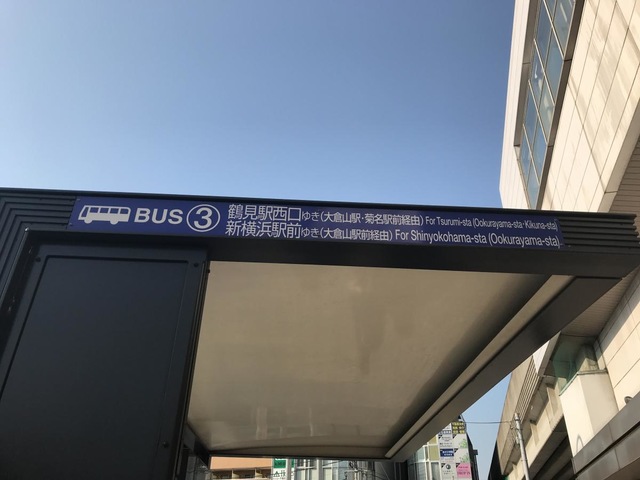 BUS 3 鶴見駅西口ゆき(大倉山駅・菊名駅前経由) For Tsurumi-sta (Ookurayama-sta・Kikuna-sta)
新横浜駅前ゆき(大倉山駅前経由) For Shinyokohama-sta (Ookurayama-sta)